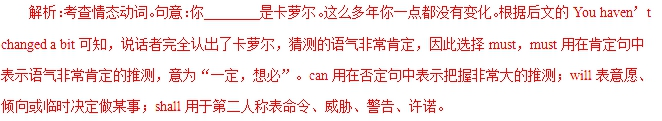 解析：考查情态动词。句意：你________是卡萝尔。这么多年你一点都没有变化。根据后文的 You haven’t
changed a bit 可知，说话者完全认出了卡萝尔，猜测的语气非常肯定，因此选择 must，must 用在肯定句中
表示语气非常肯定的推测，意为“一定，想必”。can 用在否定句中表示把握非常大的推测；will 表意愿、
倾向或临时决定做某事；shall 用于第二人称表命令、威胁、警告、许诺。